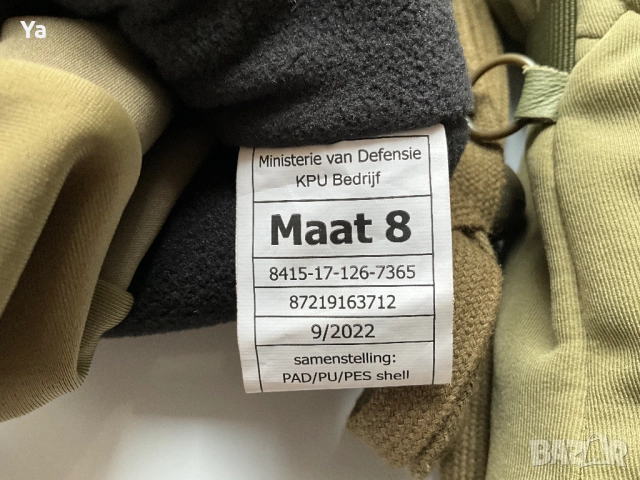 Ya
Ministerie van Defensie
KPU Bedrijf
Maat 8
8415-17-126-7365
87219163712
9/2022
samenstelling:
PAD/PU/PES shell
BAZAR